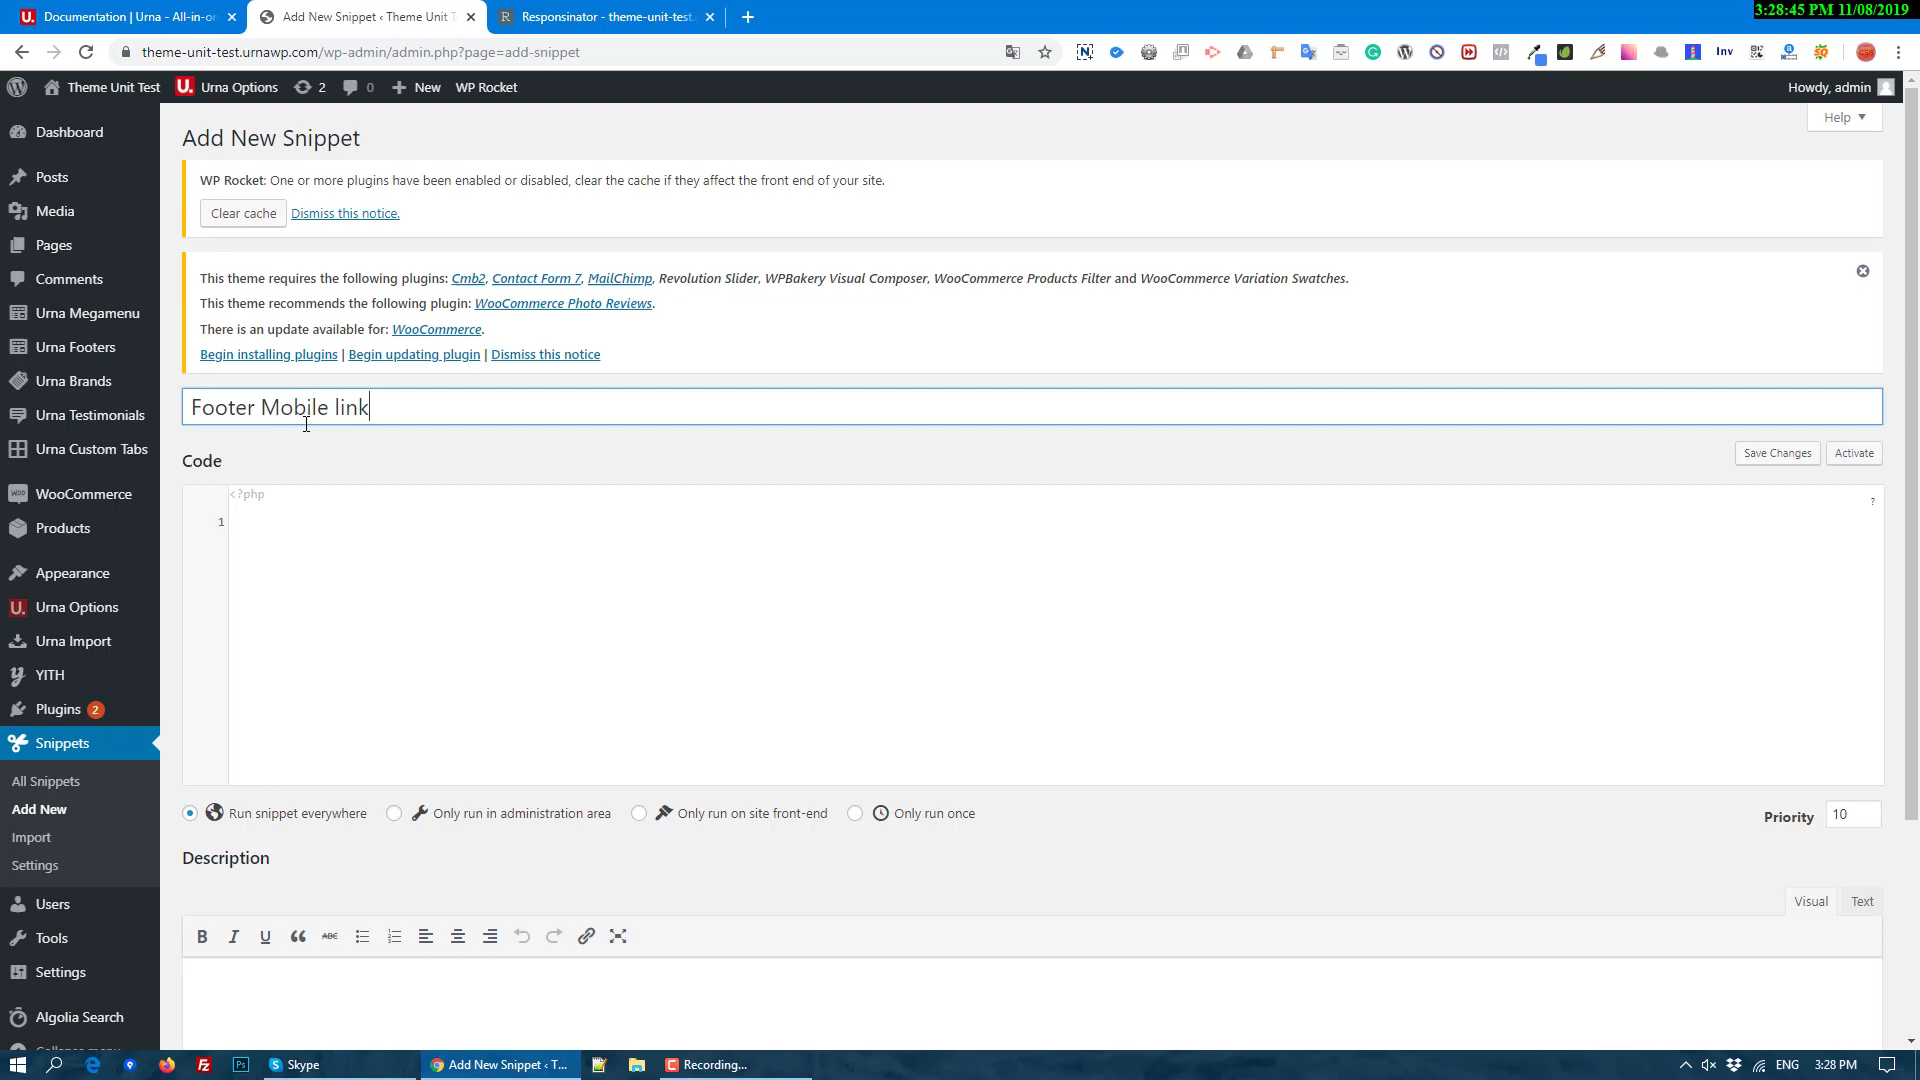 Documentation | Urna - All-in-on
Add New Snippet ‹ Theme Unit T
Responsinator - theme-unit-test.
3:28:45 PM 11/08/2019
theme-unit-test.urnawp.com/wp-admin/admin.php?page=add-snippet
Inv
Theme Unit Test
U. Urna Options
2
0
New
WP Rocket
Howdy, admin
Dashboard
Posts
Media
Pages
Comments
Urna Megamenu
Urna Footers
Urna Brands
Urna Testimonials
Urna Custom Tabs
WooCommerce
Products
Appearance
Urna Options
Urna Import
YITH
Plugins 2
Snippets
All Snippets
Add New
Import
Settings
Users
Tools
Settings
Algolia Search
Collapse menu
Help
Add New Snippet
WP Rocket: One or more plugins have been enabled or disabled, clear the cache if they affect the front end of your site.
Clear cache Dismiss this notice.
This theme requires the following plugins: Cmb2, Contact Form 7, MailChimp, Revolution Slider, WPBakery Visual Composer, WooCommerce Products Filter and WooCommerce Variation Swatches.
This theme recommends the following plugin: WooCommerce Photo Reviews.
There is an update available for: WooCommerce.
Begin installing plugins | Begin updating plugin | Dismiss this notice
Footer Mobile link
Code
Save Changes Activate
<?php
?
1
Run snippet everywhere Only run in administration area Only run on site front-end Only run once
Priority 10
Description
Visual Text
B I U ABC
Skype
Add New Snippet ‹ T...
Recording...
ENG
3:28 PM